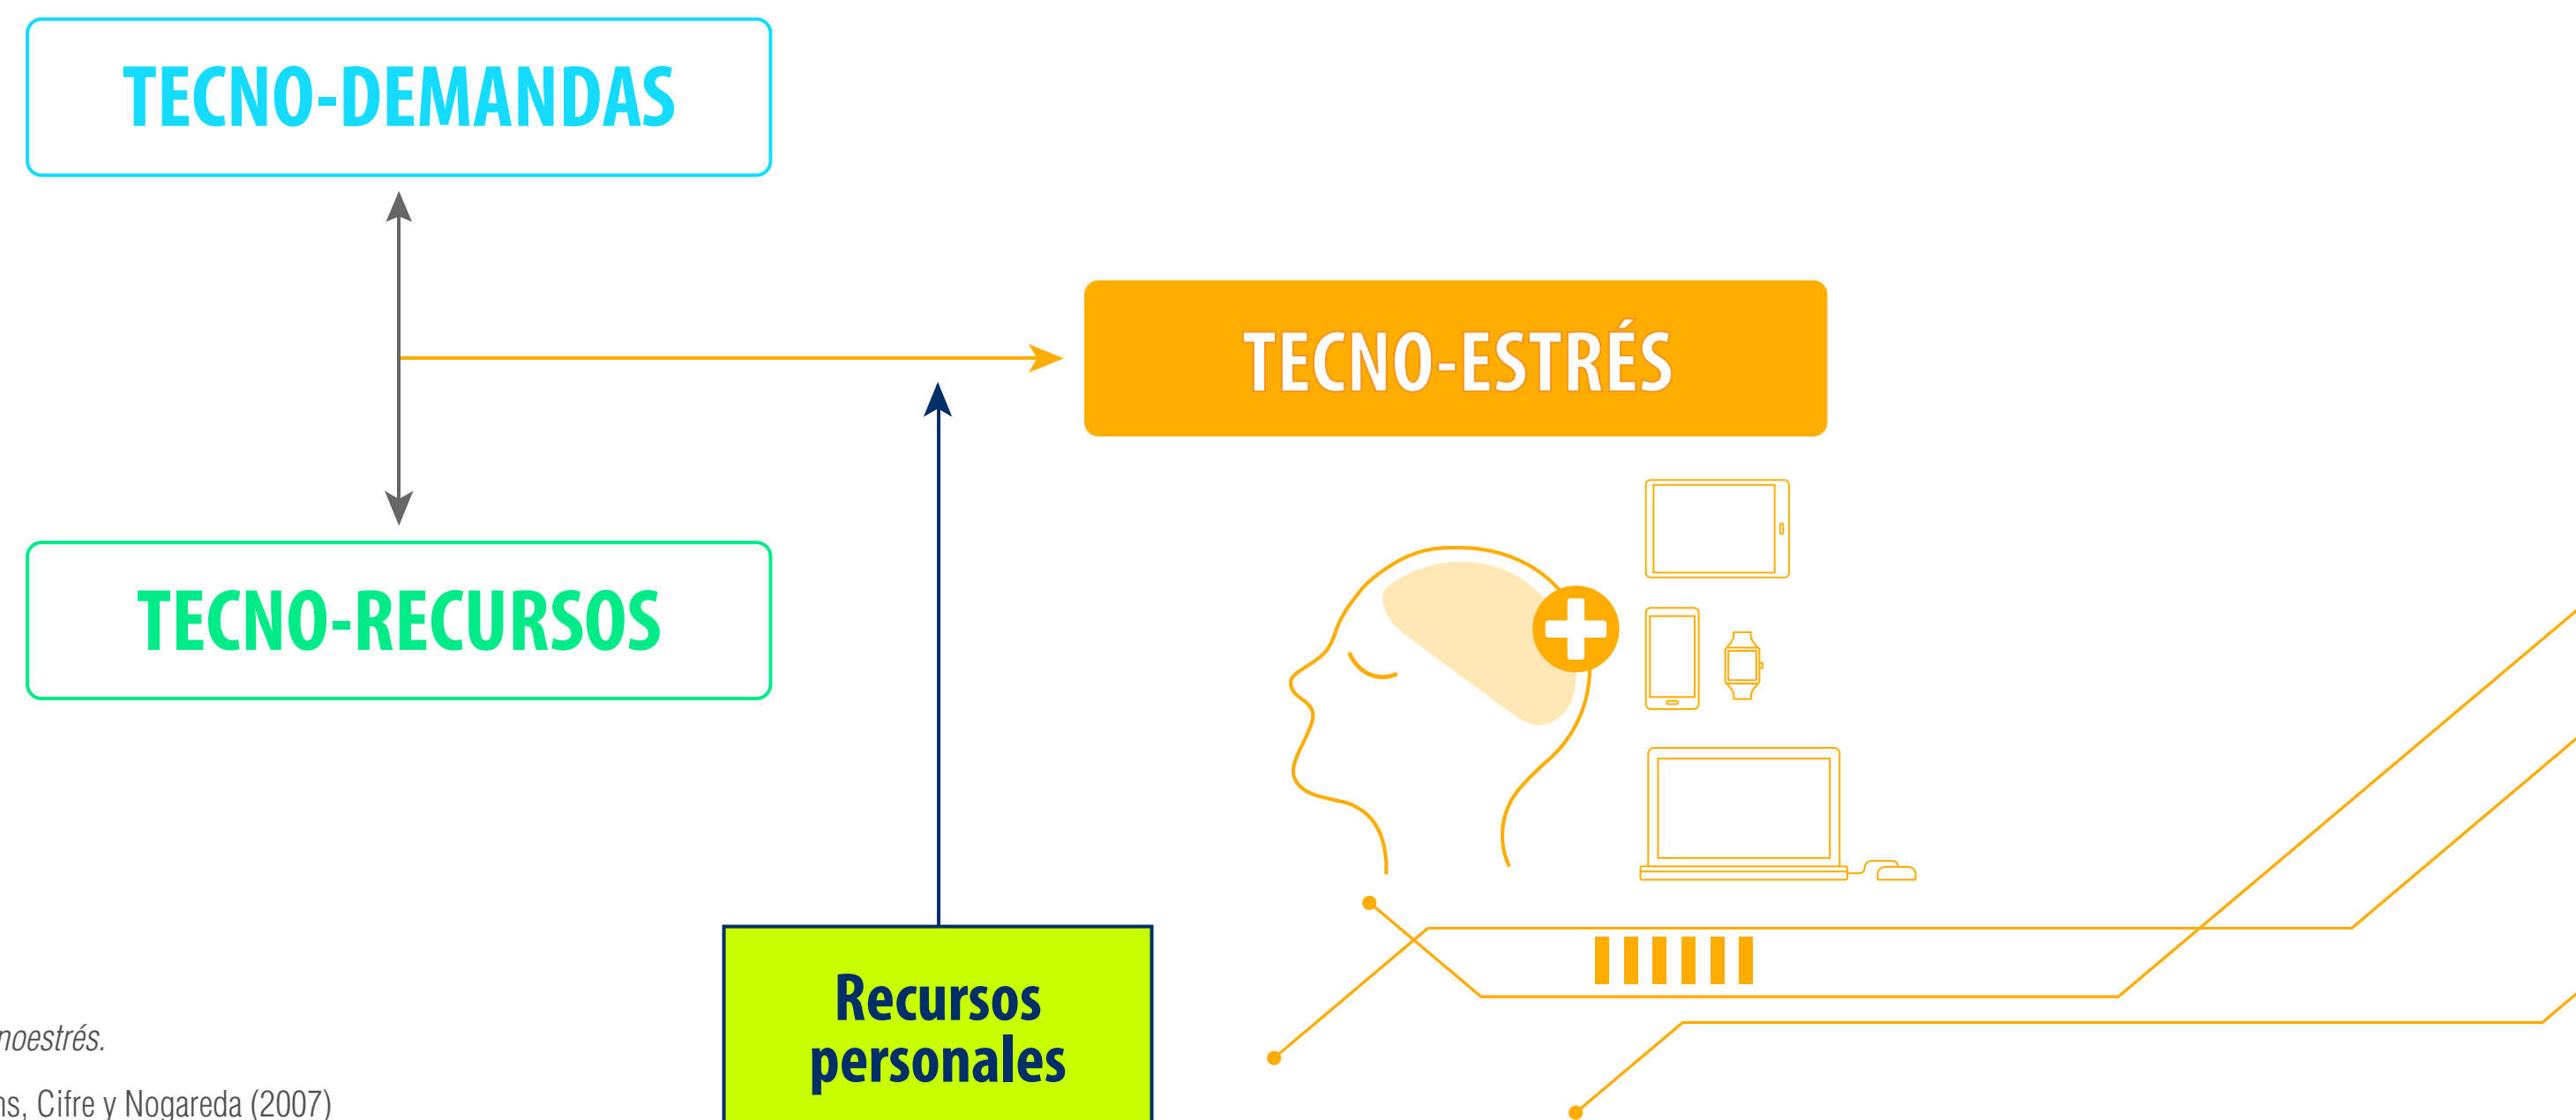 TECNO-DEMANDAS
TECNO-ESTRÉS
TECNO-RECURSOS
Recursos
personales
Cifre y Nogareda (2007)